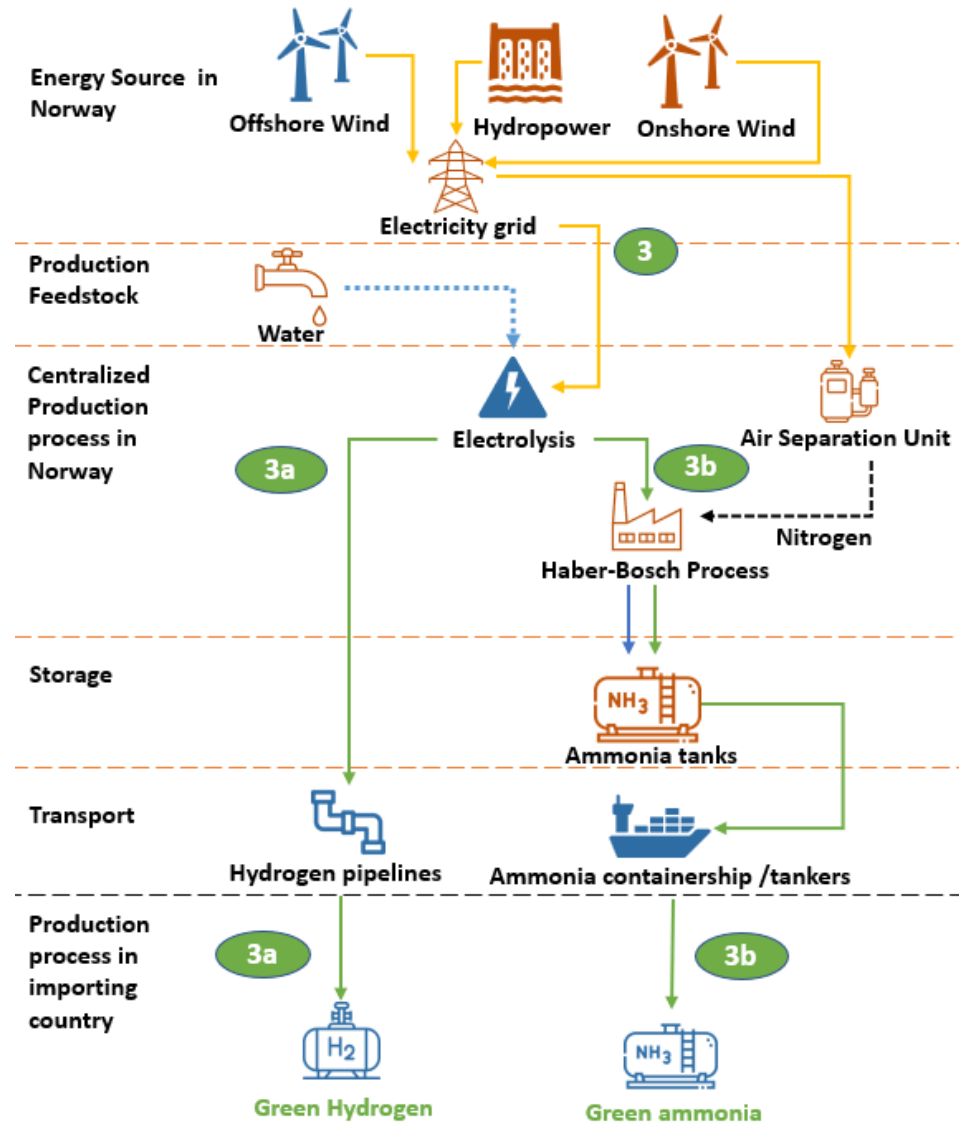 Energy Source in
Norway
Offshore Wind
Hydropower
Onshore Wind
Electricity grid
3
Production
Feedstock
Water
Centralized
Production
process in
Norway
Electrolysis
Air Separation Unit
3a
3b
Nitrogen
Haber-Bosch Process
Storage
NH3
Ammonia tanks
Transport
Hydrogen pipelines
Ammonia containership /tankers
Production
process in
importing
country
3a
3b
H2
NH3
Green Hydrogen
Green ammonia